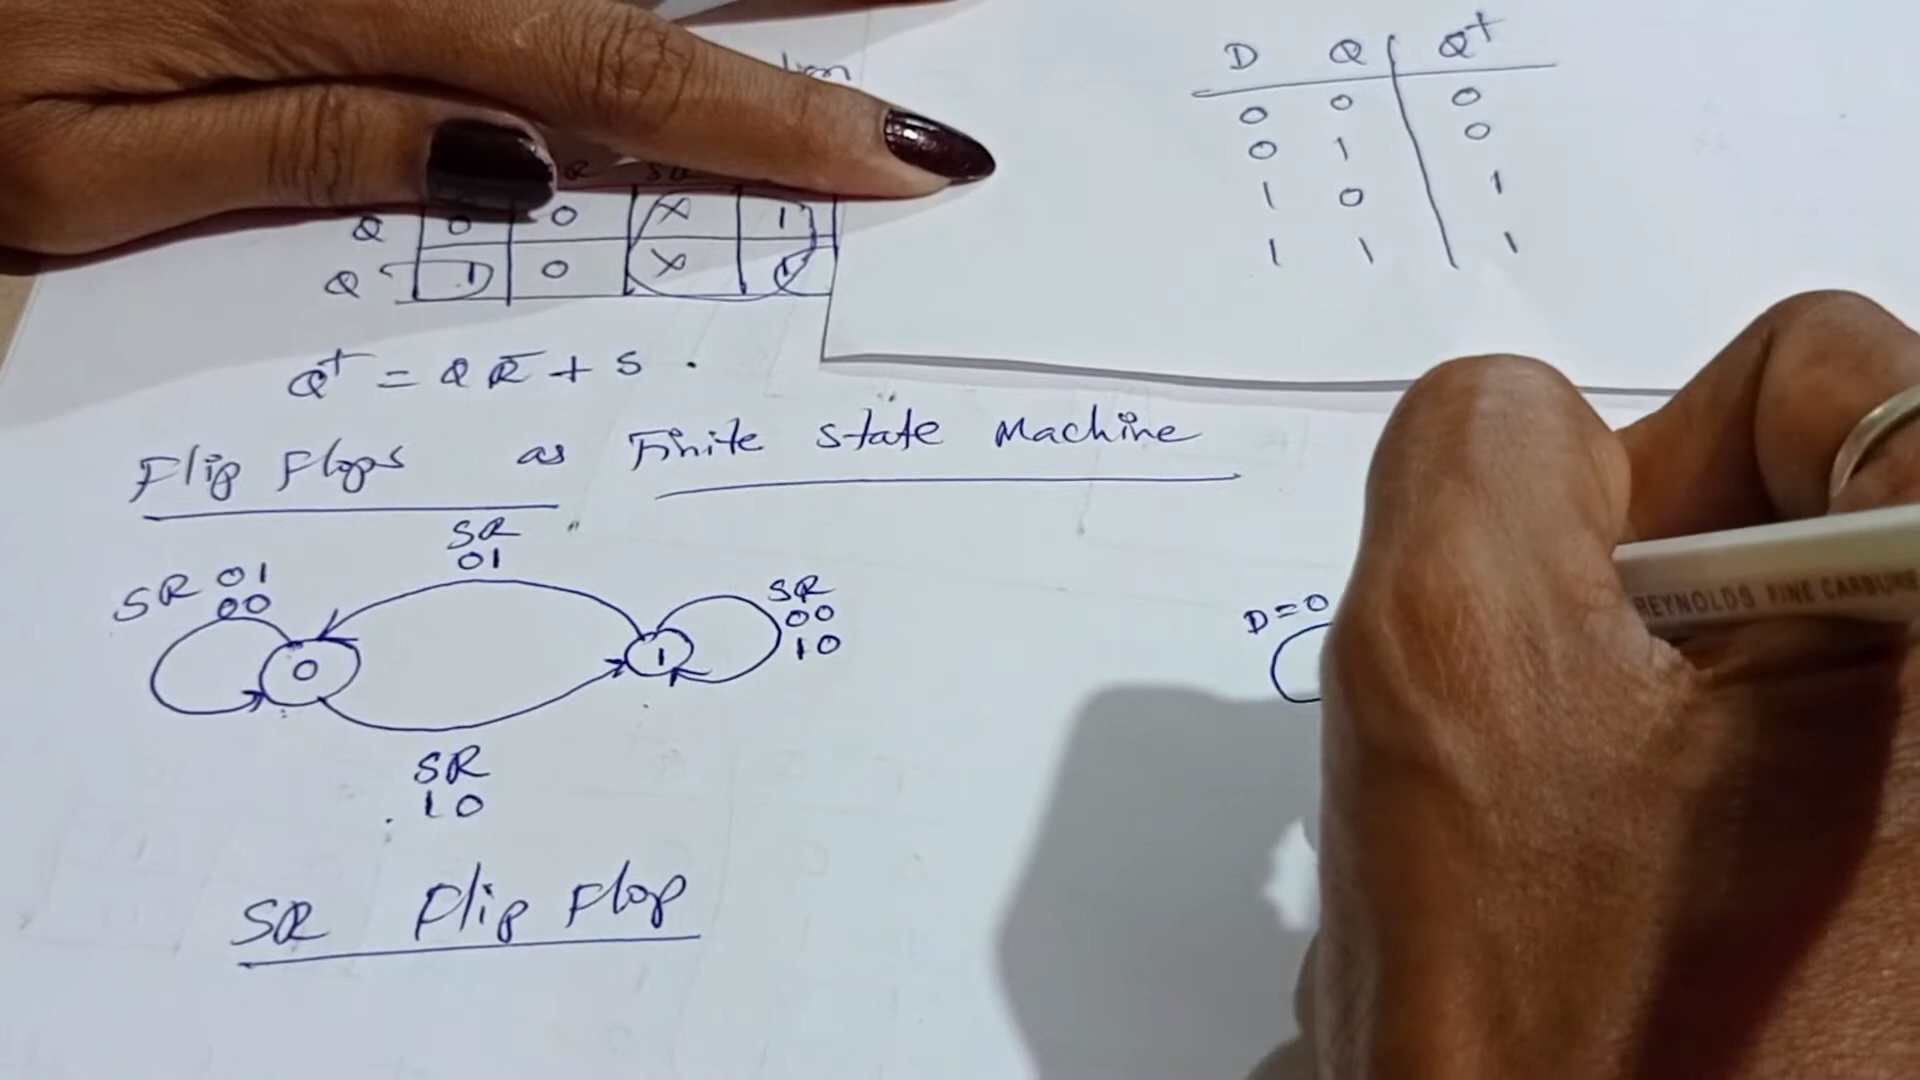 D Q Q+
0 0 0
0 1 0
1 0 1
1 1 1
Q 0 0 X 1
Q 1 0 X 1
Q+ = Q R̅ + S .
Flip Flops as Finite state Machine
SR
01
SR 01
00
SR
00
10
0
1
SR
10
D=0
REYNOLDS FINE CARBURE
SR Flip Flop